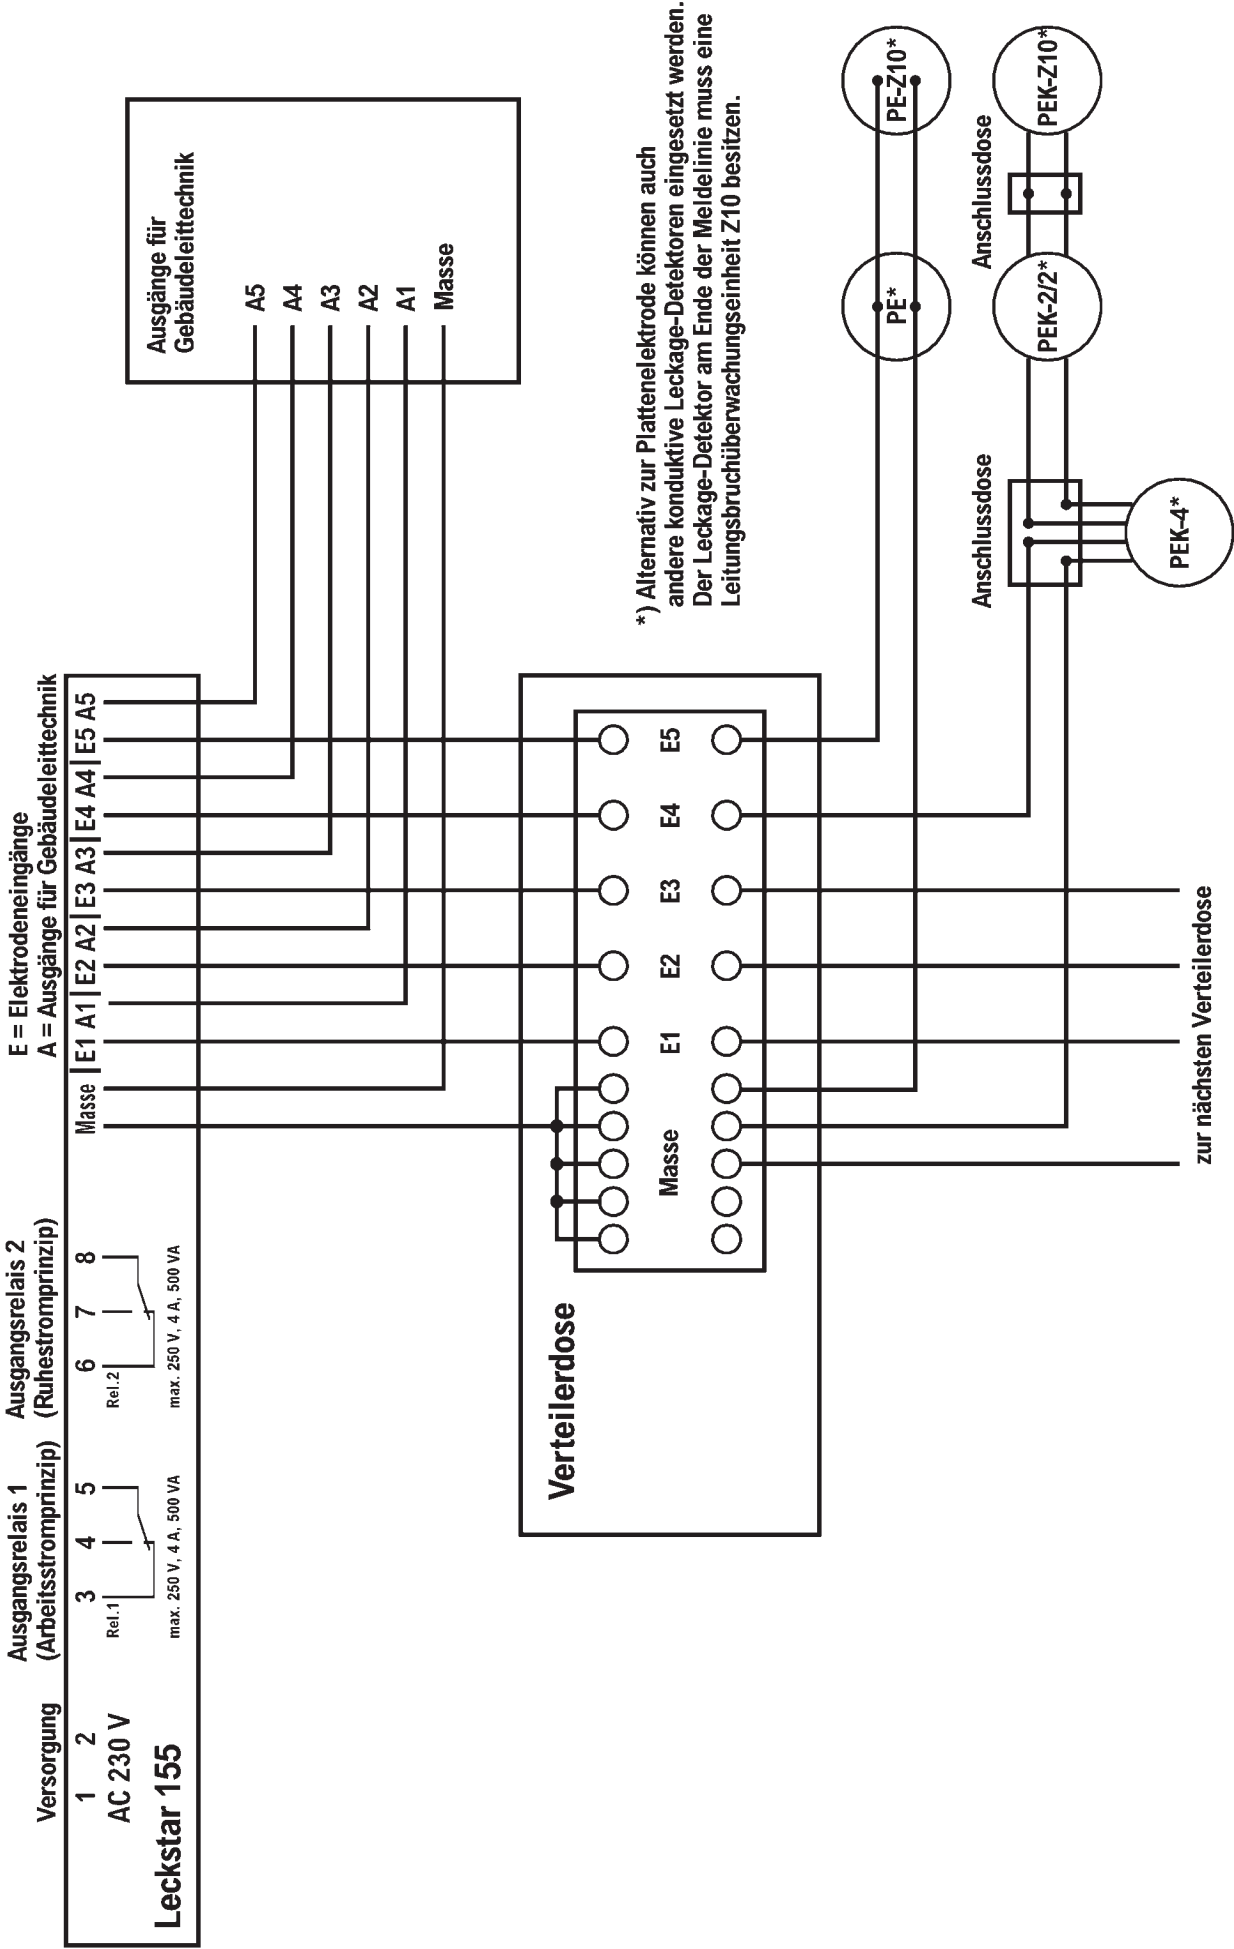 Versorgung
Ausgangsrelais 1
(Arbeitsstromprinzip)
Ausgangsrelais 2
(Ruhestromprinzip)
E = Elektrodeneingänge
A = Ausgänge für Gebäudeleittechnik
1 2 3 4 5 6 7 8 Masse | E1 A1 | E2 A2 | E3 A3 | E4 A4 | E5 A5
AC 230 V
Rel.1
Rel.2
max. 250 V, 4 A, 500 VA
max. 250 V, 4 A, 500 VA
Leckstar 155
Ausgänge für
Gebäudeleittechnik
A5
A4
A3
A2
A1
Masse
Verteilerdose
Masse E1 E2 E3 E4 E5
*) Alternativ zur Plattenelektrode können auch
andere konduktive Leckage-Detektoren eingesetzt werden.
Der Leckage-Detektor am Ende der Meldelinie muss eine
Leitungsbruchüberwachungseinheit Z10 besitzen.
PE*
PE-Z10*
Anschlussdose
Anschlussdose
PEK-2/2*
PEK-Z10*
PEK-4*
zur nächsten Verteilerdose